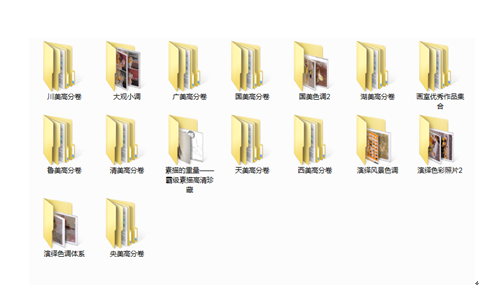 川美高分卷
大观小调
广美高分卷
国美高分卷
国美色调2
湖美高分卷
画室优秀作品集
合
鲁美高分卷
清美高分卷
素描的重量——
霸级素描高清珍
藏
天美高分卷
西美高分卷
演绎风景色调
演绎色彩照片2
演绎色调体系
央美高分卷